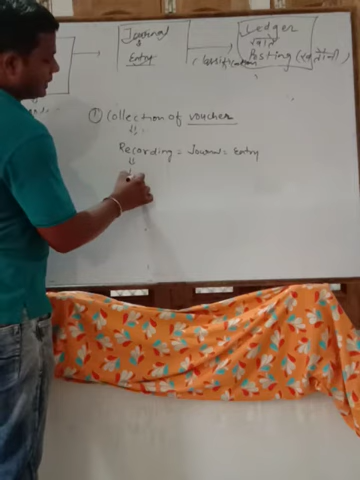 Journal
Entry
Ledger
Posting
classification
① Collection of voucher
Recording = Journal = Entry